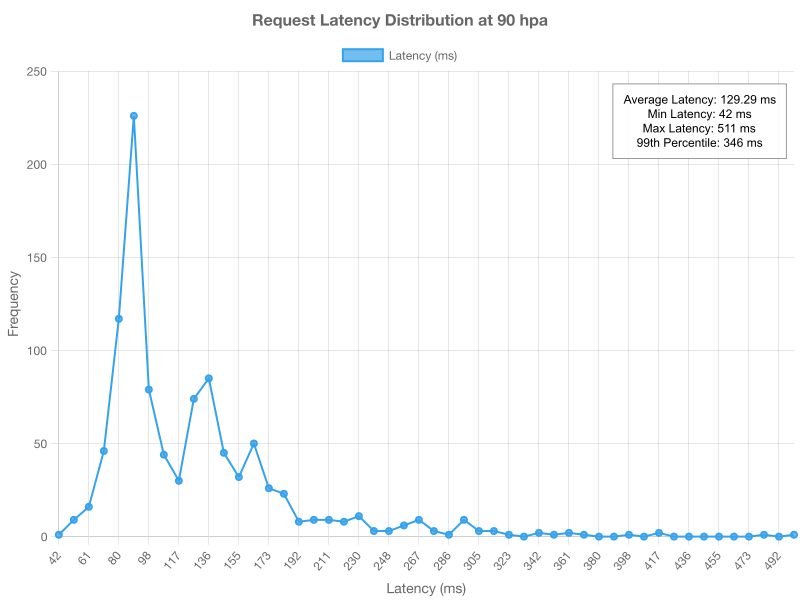 Request Latency Distribution at 90 hpa
Latency (ms)
Average Latency: 129.29 ms
Min Latency: 42 ms
Max Latency: 511 ms
99th Percentile: 346 ms
Frequency
250
200
150
100
50
0
42 61 80 98 117 136 155 173 192 211 230 248 267 286 305 323 342 361 380 398 417 436 455 473 492
Latency (ms)